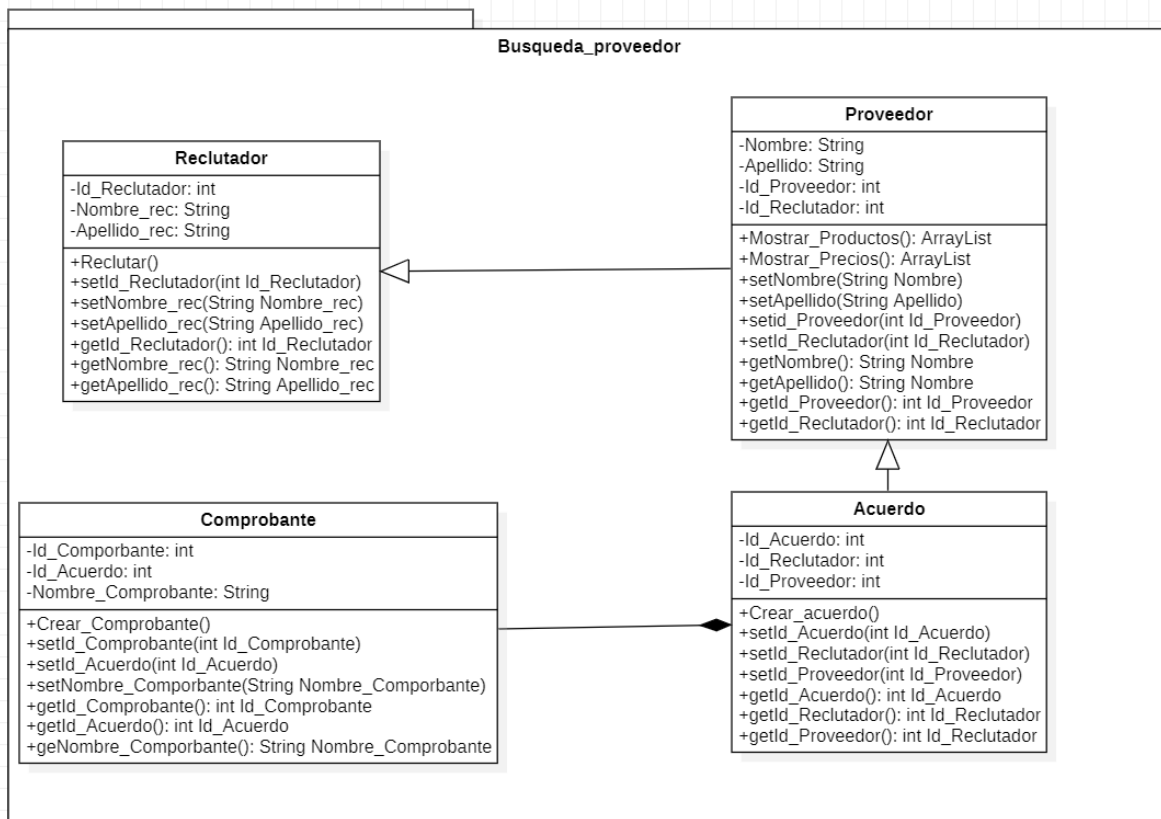 Busqueda_proveedor
Reclutador
-Id_Reclutador: int
-Nombre_rec: String
-Apellido_rec: String
+Reclutar()
+setId_Reclutador(int Id_Reclutador)
+setNombre_rec(String Nombre_rec)
+setApellido_rec(String Apellido_rec)
+getId_Reclutador(): int Id_Reclutador
+getNombre_rec(): String Nombre_rec
+getApellido_rec(): String Apellido_rec
Proveedor
-Nombre: String
-Apellido: String
-Id_Proveedor: int
-Id_Reclutador: int
+Mostrar_Productos(): ArrayList
+Mostrar_Precios(): ArrayList
+setNombre(String Nombre)
+setApellido(String Apellido)
+setid_Proveedor(int Id_Proveedor)
+setId_Reclutador(int Id_Reclutador)
+getNombre(): String Nombre
+getApellido(): String Nombre
+getId_Proveedor(): int Id_Proveedor
+getId_Reclutador(): int Id_Reclutador
Comprobante
-Id_Comporbante: int
-Id_Acuerdo: int
-Nombre_Comprobante: String
+Crear_Comprobante()
+setId_Comprobante(int Id_Comprobante)
+setId_Acuerdo(int Id_Acuerdo)
+setNombre_Comporbante(String Nombre_Comporbante)
+getId_Comprobante(): int Id_Comprobante
+getId_Acuerdo(): int Id_Acuerdo
+geNombre_Comporbante(): String Nombre_Comprobante
Acuerdo
-Id_Acuerdo: int
-Id_Reclutador: int
-Id_Proveedor: int
+Crear_acuerdo()
+setId_Acuerdo(int Id_Acuerdo)
+setId_Reclutador(int Id_Reclutador)
+setId_Proveedor(int Id_Proveedor)
+getId_Acuerdo(): int Id_Acuerdo
+getId_Reclutador(): int Id_Reclutador
+getId_Proveedor(): int Id_Reclutador